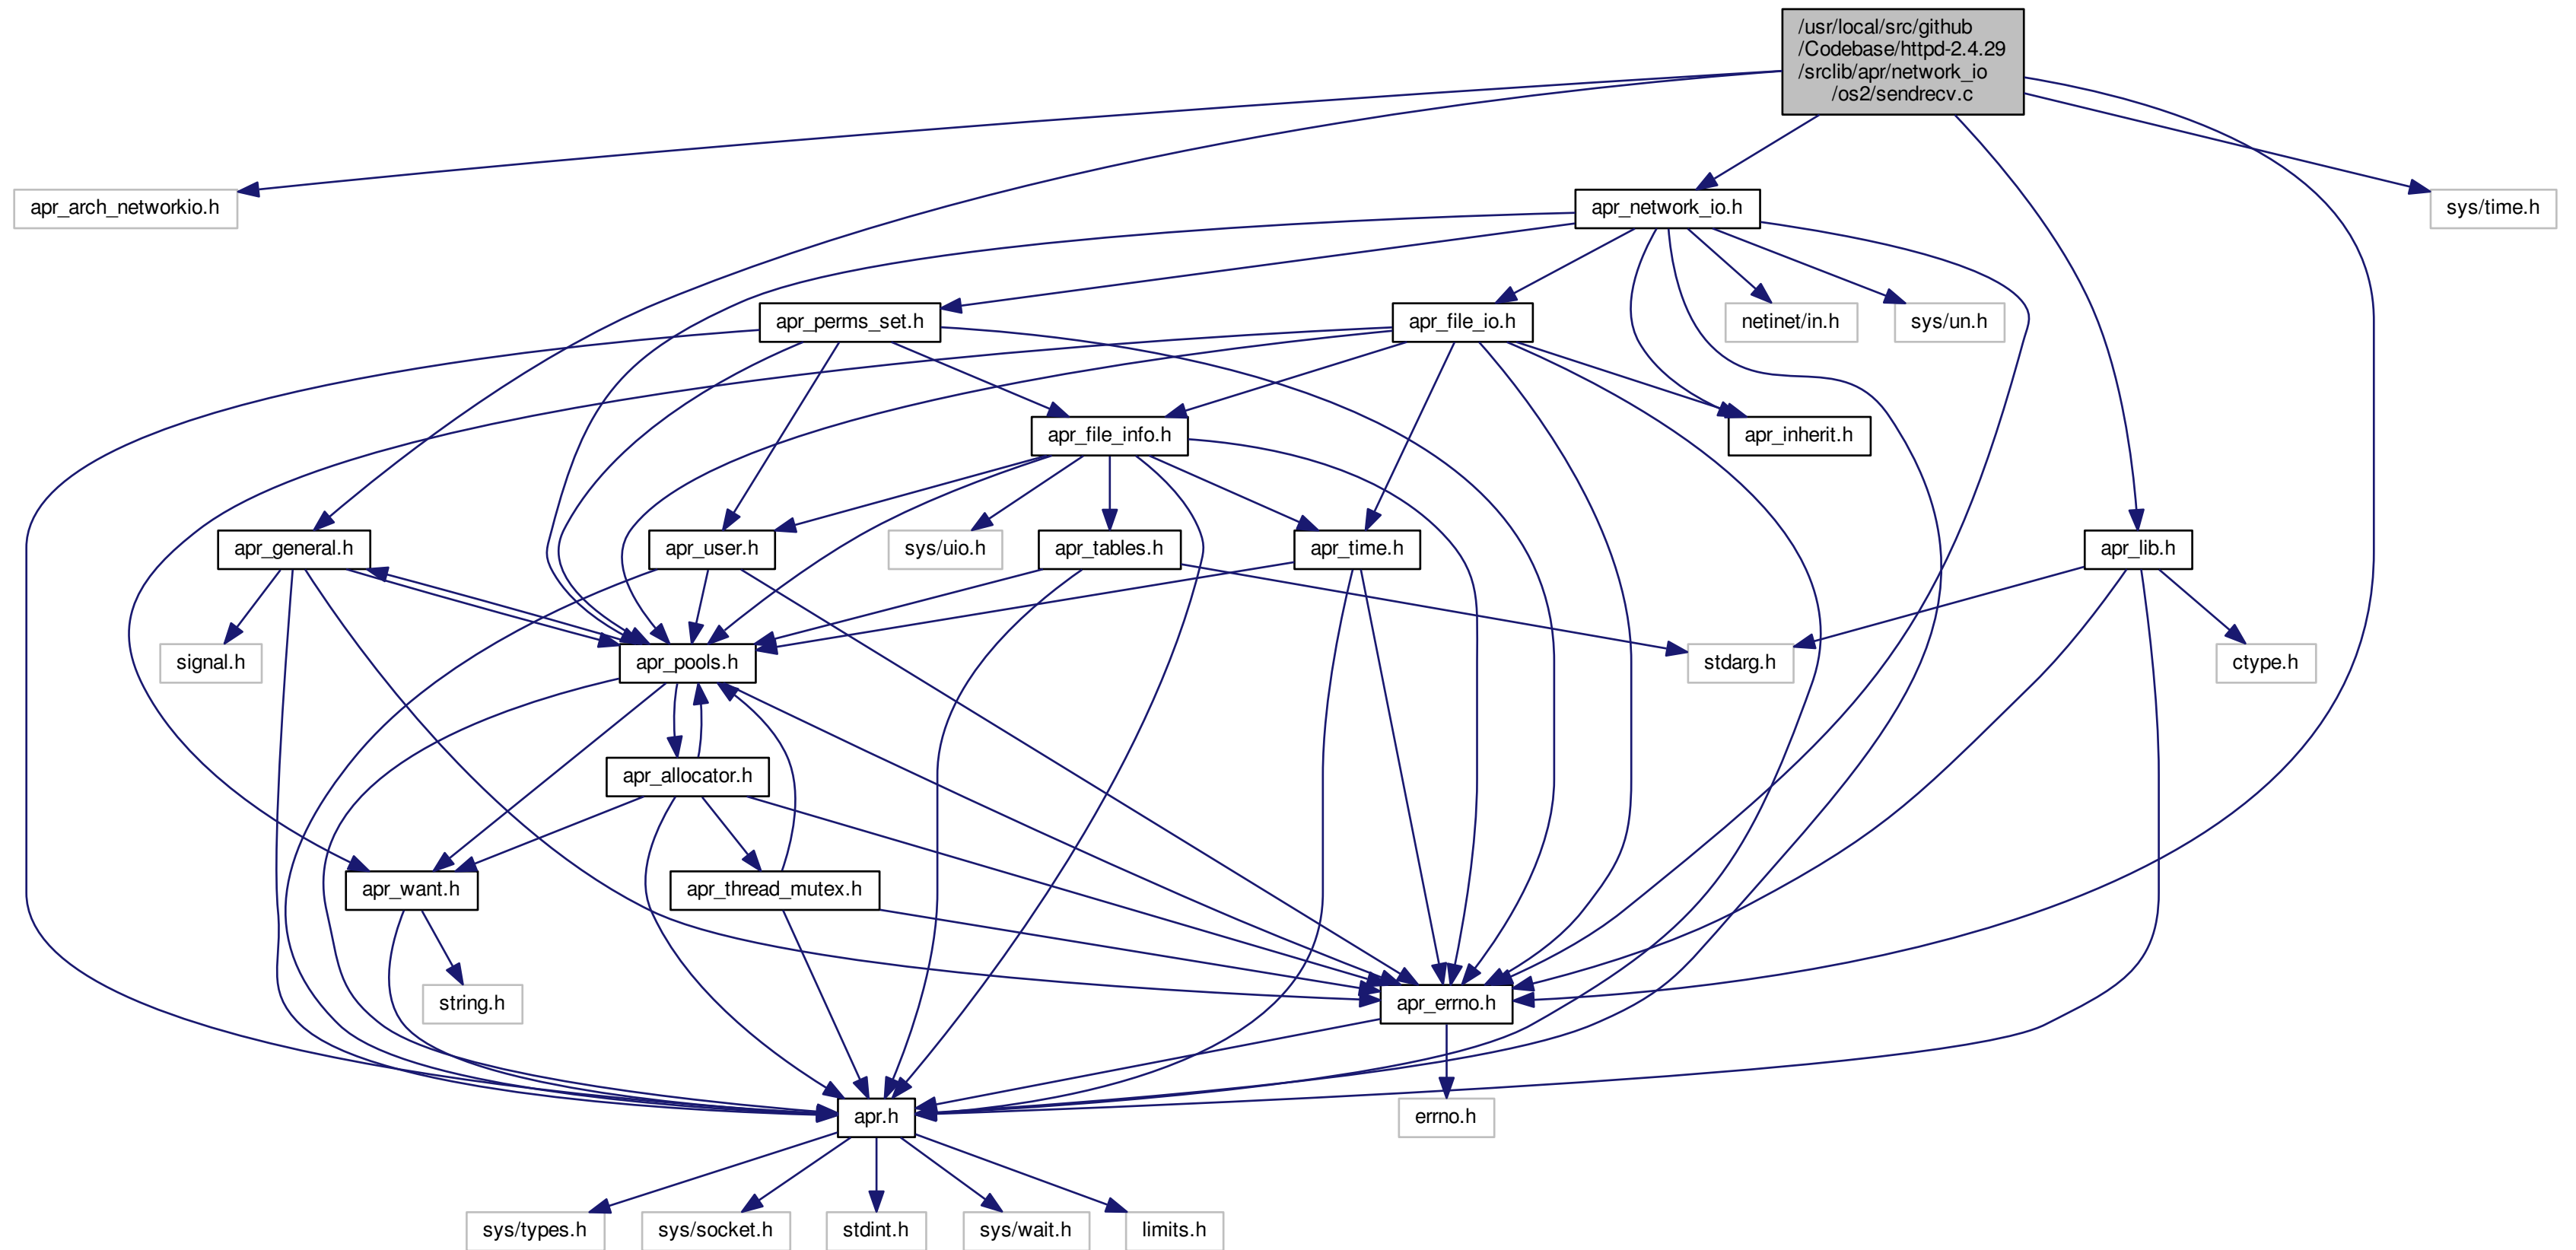 /usr/local/src/github
/Codebase/httpd-2.4.29
/srclib/apr/network_io
/os2/sendrecv.c
apr_arch_networkio.h
apr_network_io.h
sys/time.h
apr_perms_set.h
apr_file_io.h
netinet/in.h
sys/un.h
apr_file_info.h
apr_inherit.h
apr_general.h
apr_user.h
sys/uio.h
apr_tables.h
apr_time.h
apr_lib.h
signal.h
apr_pools.h
stdarg.h
ctype.h
apr_allocator.h
apr_want.h
apr_thread_mutex.h
string.h
apr_errno.h
apr.h
errno.h
sys/types.h
sys/socket.h
stdint.h
sys/wait.h
limits.h